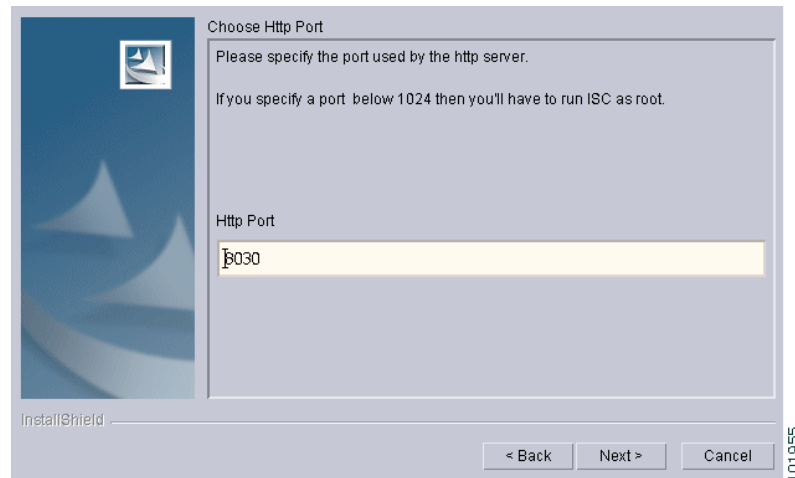 Choose Http Port
Please specify the port used by the http server.
If you specify a port below 1024 then you'll have to run ISC as root.
Http Port
8030
InstallShield
< Back
Next >
Cancel
101955